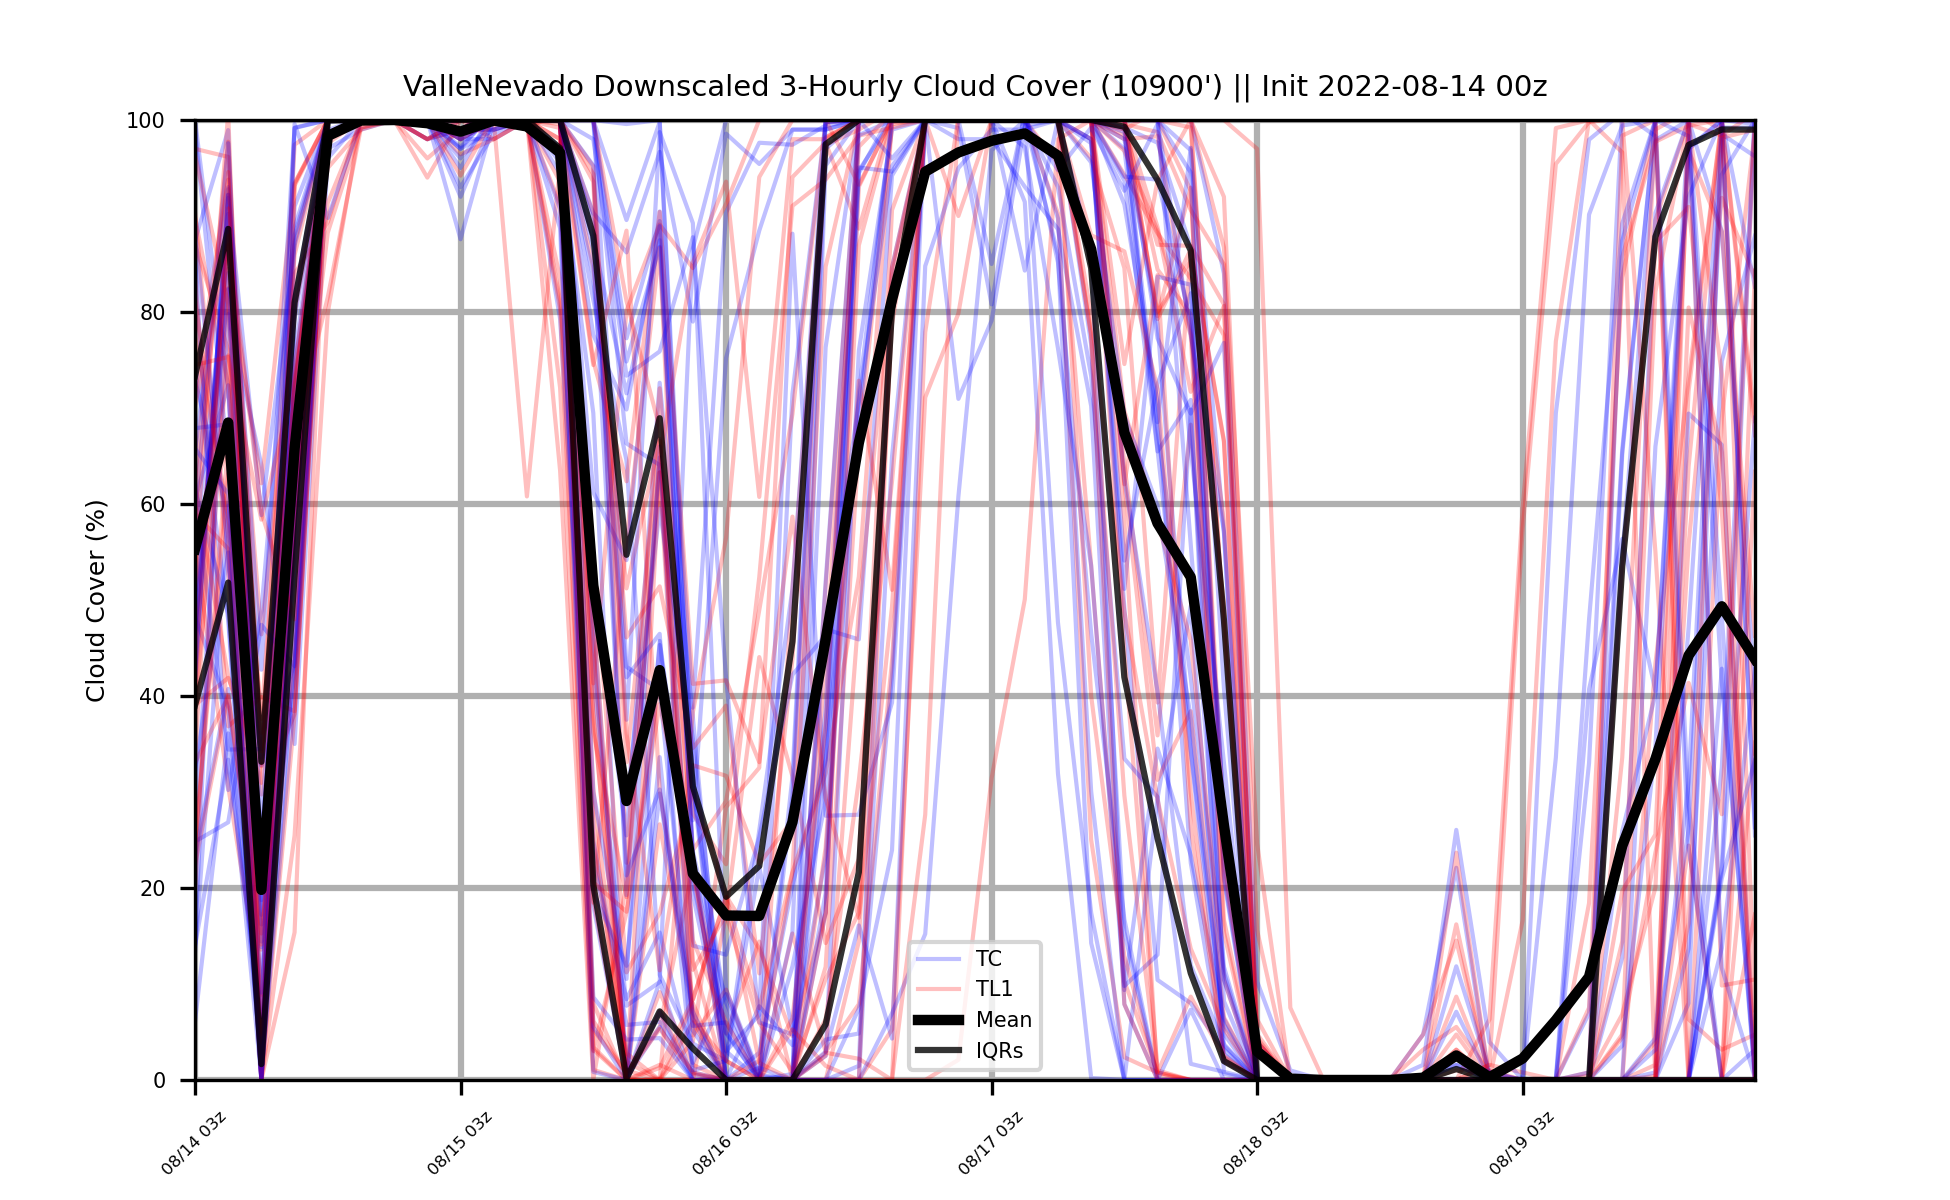 ValleNevado Downscaled 3-Hourly Cloud Cover (10900') || Init 2022-08-14 00z
Cloud Cover (%)
100
80
60
40
20
0
TC
TL1
Mean
IQRs
08/14 03z
08/15 03z
08/16 03z
08/17 03z
08/18 03z
08/19 03z